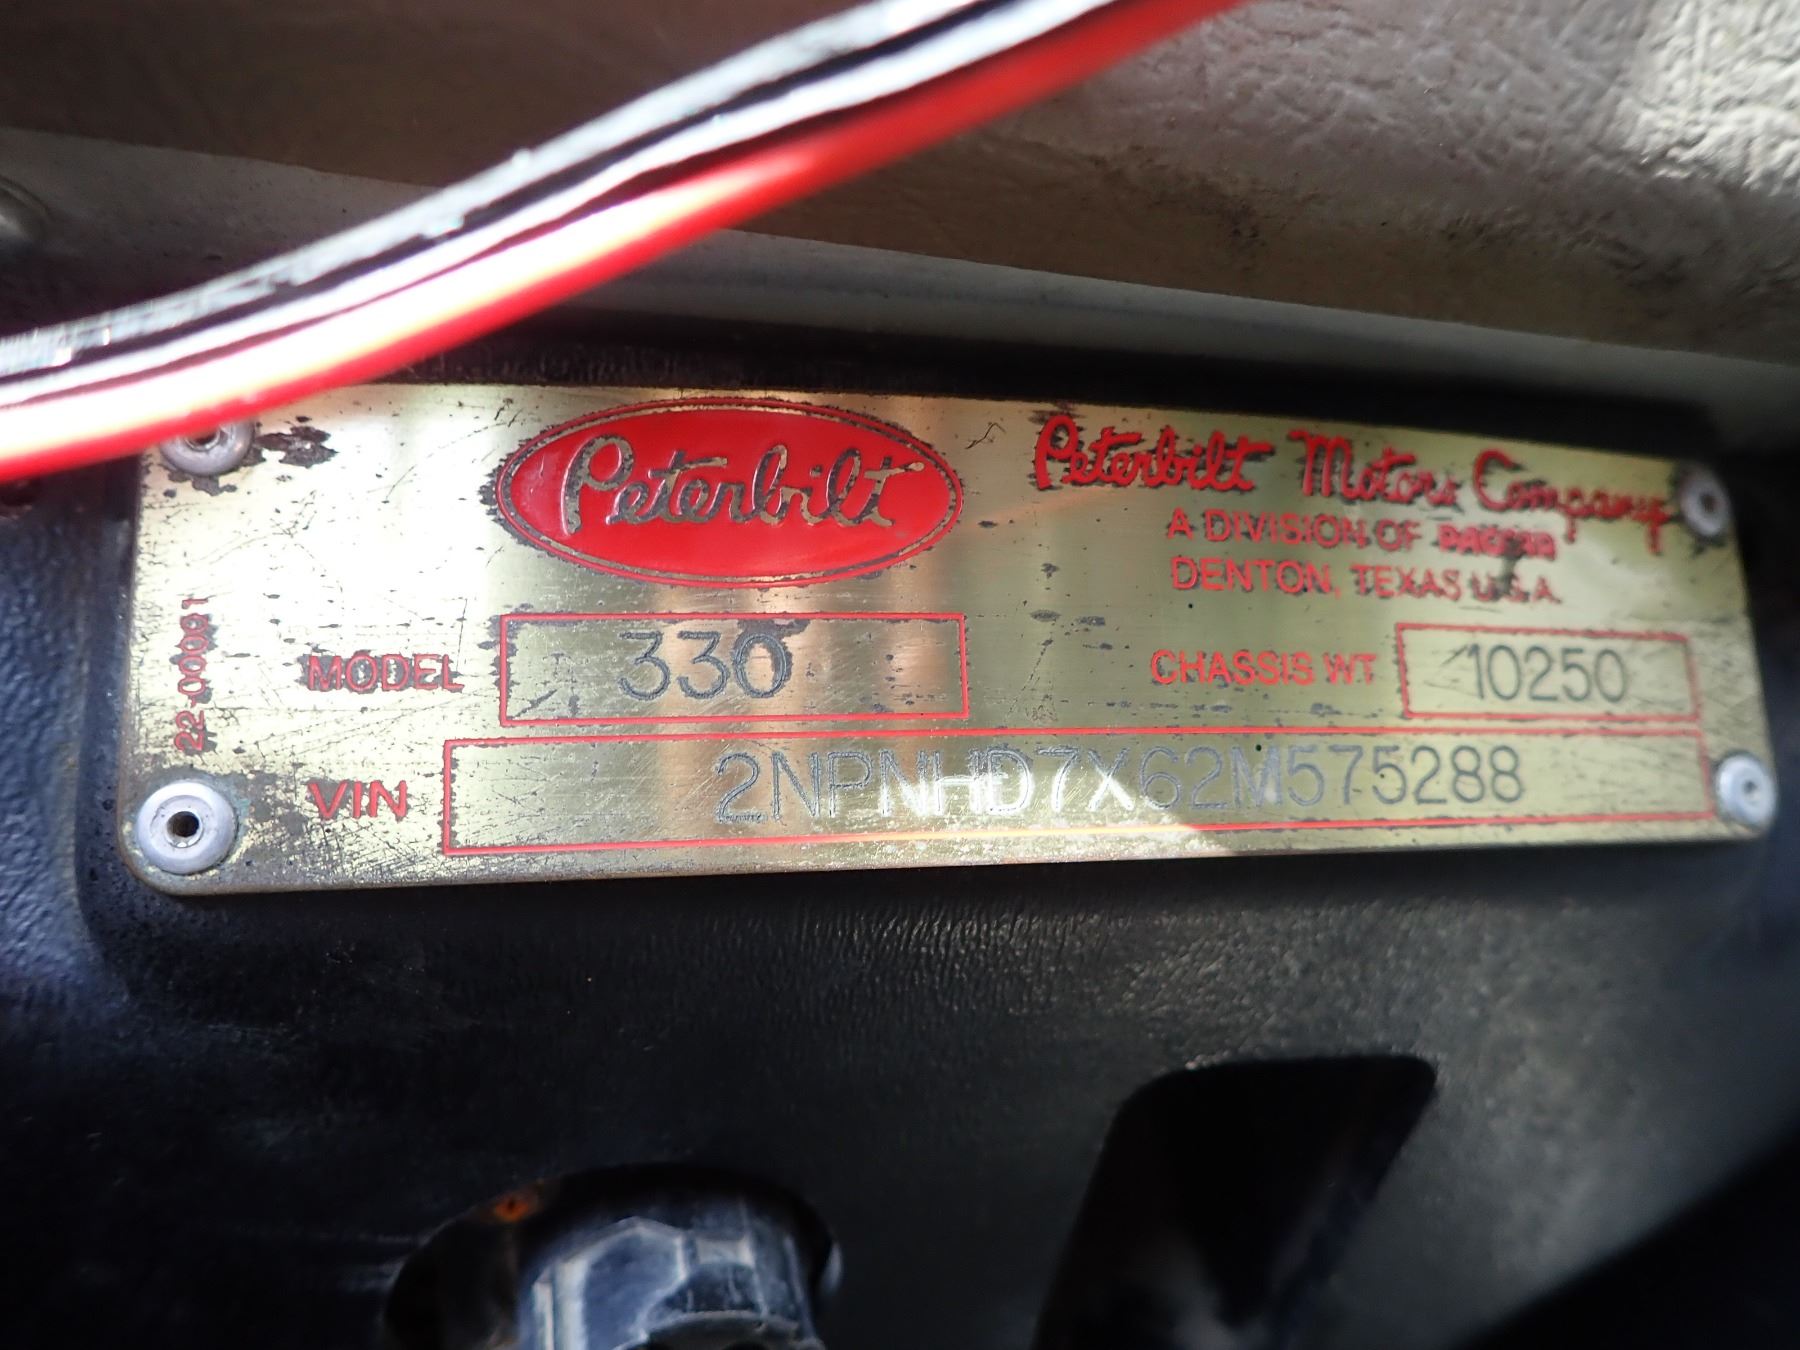 Peterbilt
Peterbilt Motors Company
A DIVISION OF PACCAR
DENTON, TEXAS U.S.A.
22-00001
MODEL 330
CHASSIS WT 10250
VIN 2NPNHD7X62M575288